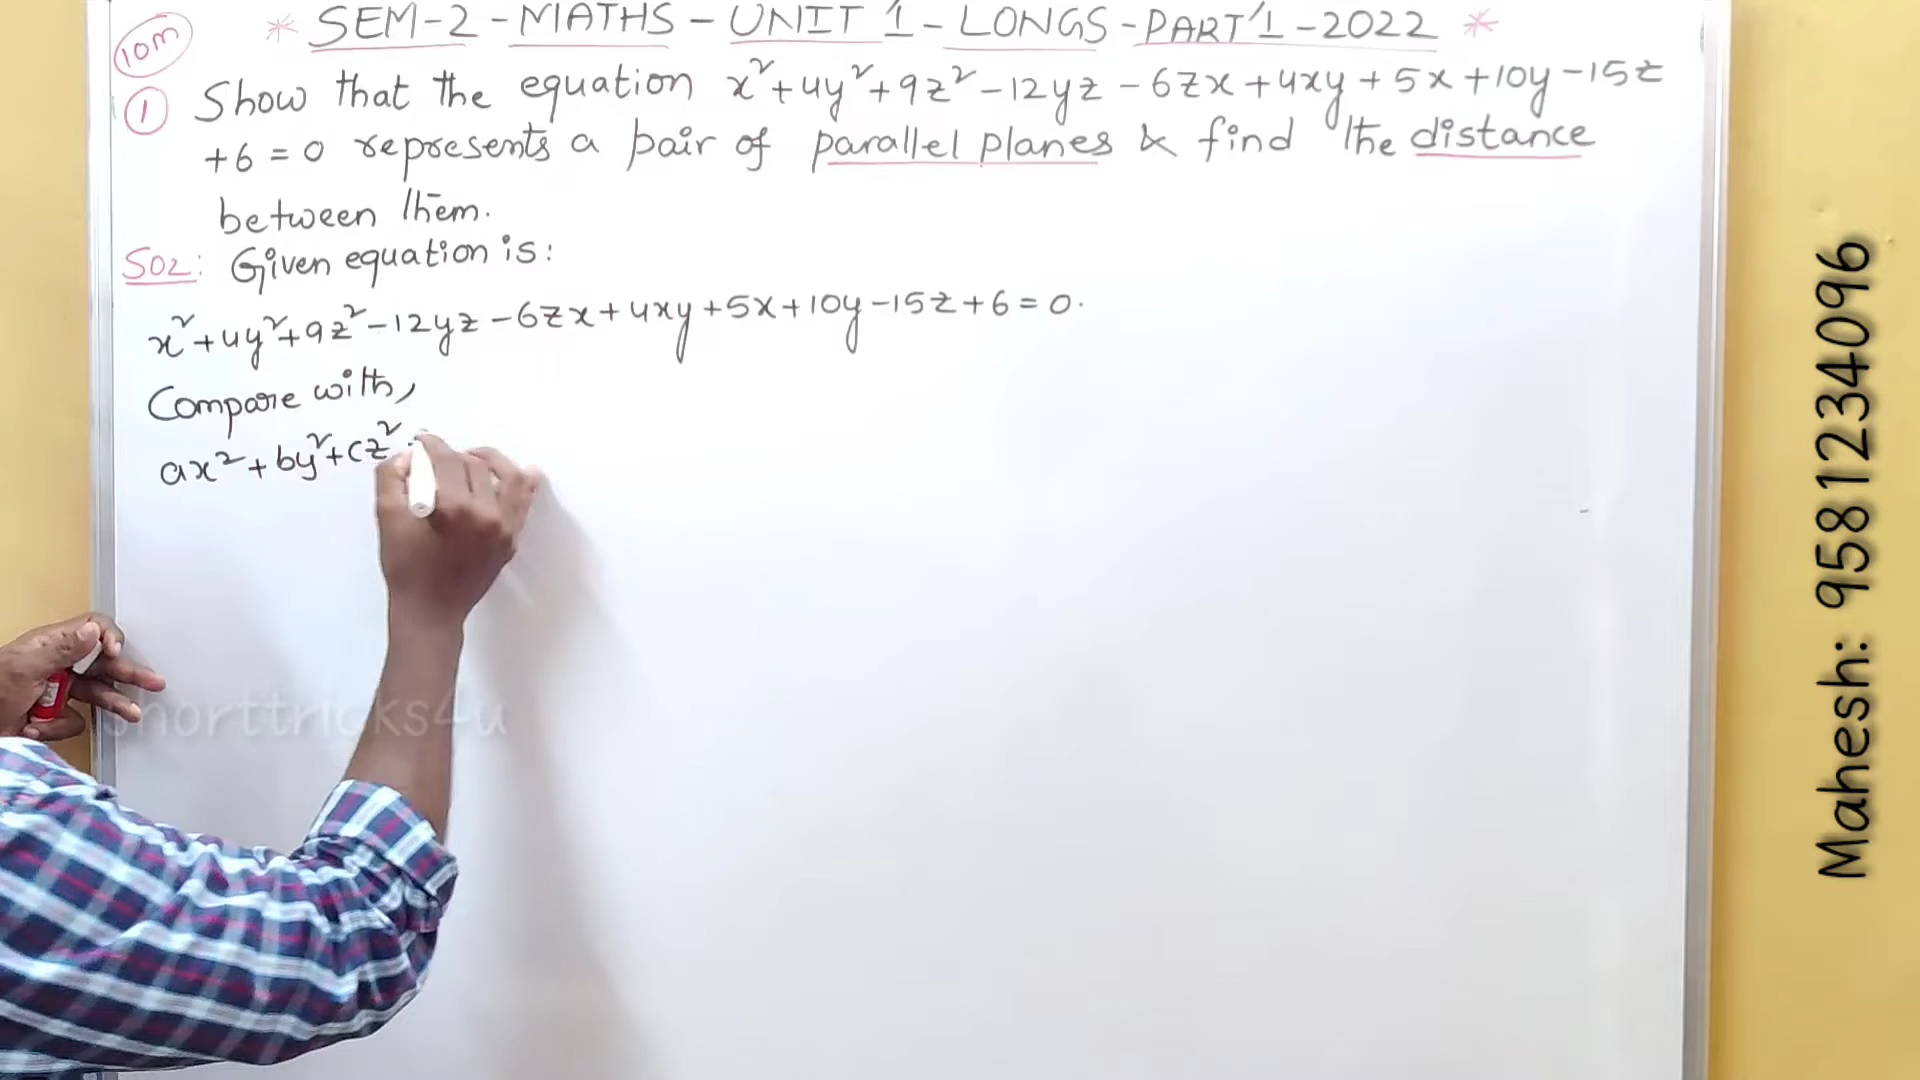 * SEM-2-MATHS-UNIT 1-LONGS-PART'1-2022 *
10m
1 Show that the equation x²+4y²+9z²-12yz-6zx+4xy+5x+10y-15z
+6=0 represents a pair of parallel planes & find the distance
between them.
Sol: Given equation is:
x²+4y²+9z²-12yz-6zx+4xy+5x+10y-15z+6=0.
Compare with,
ax²+by²+cz²
shorttricks4u
Mahesh: 9581234096